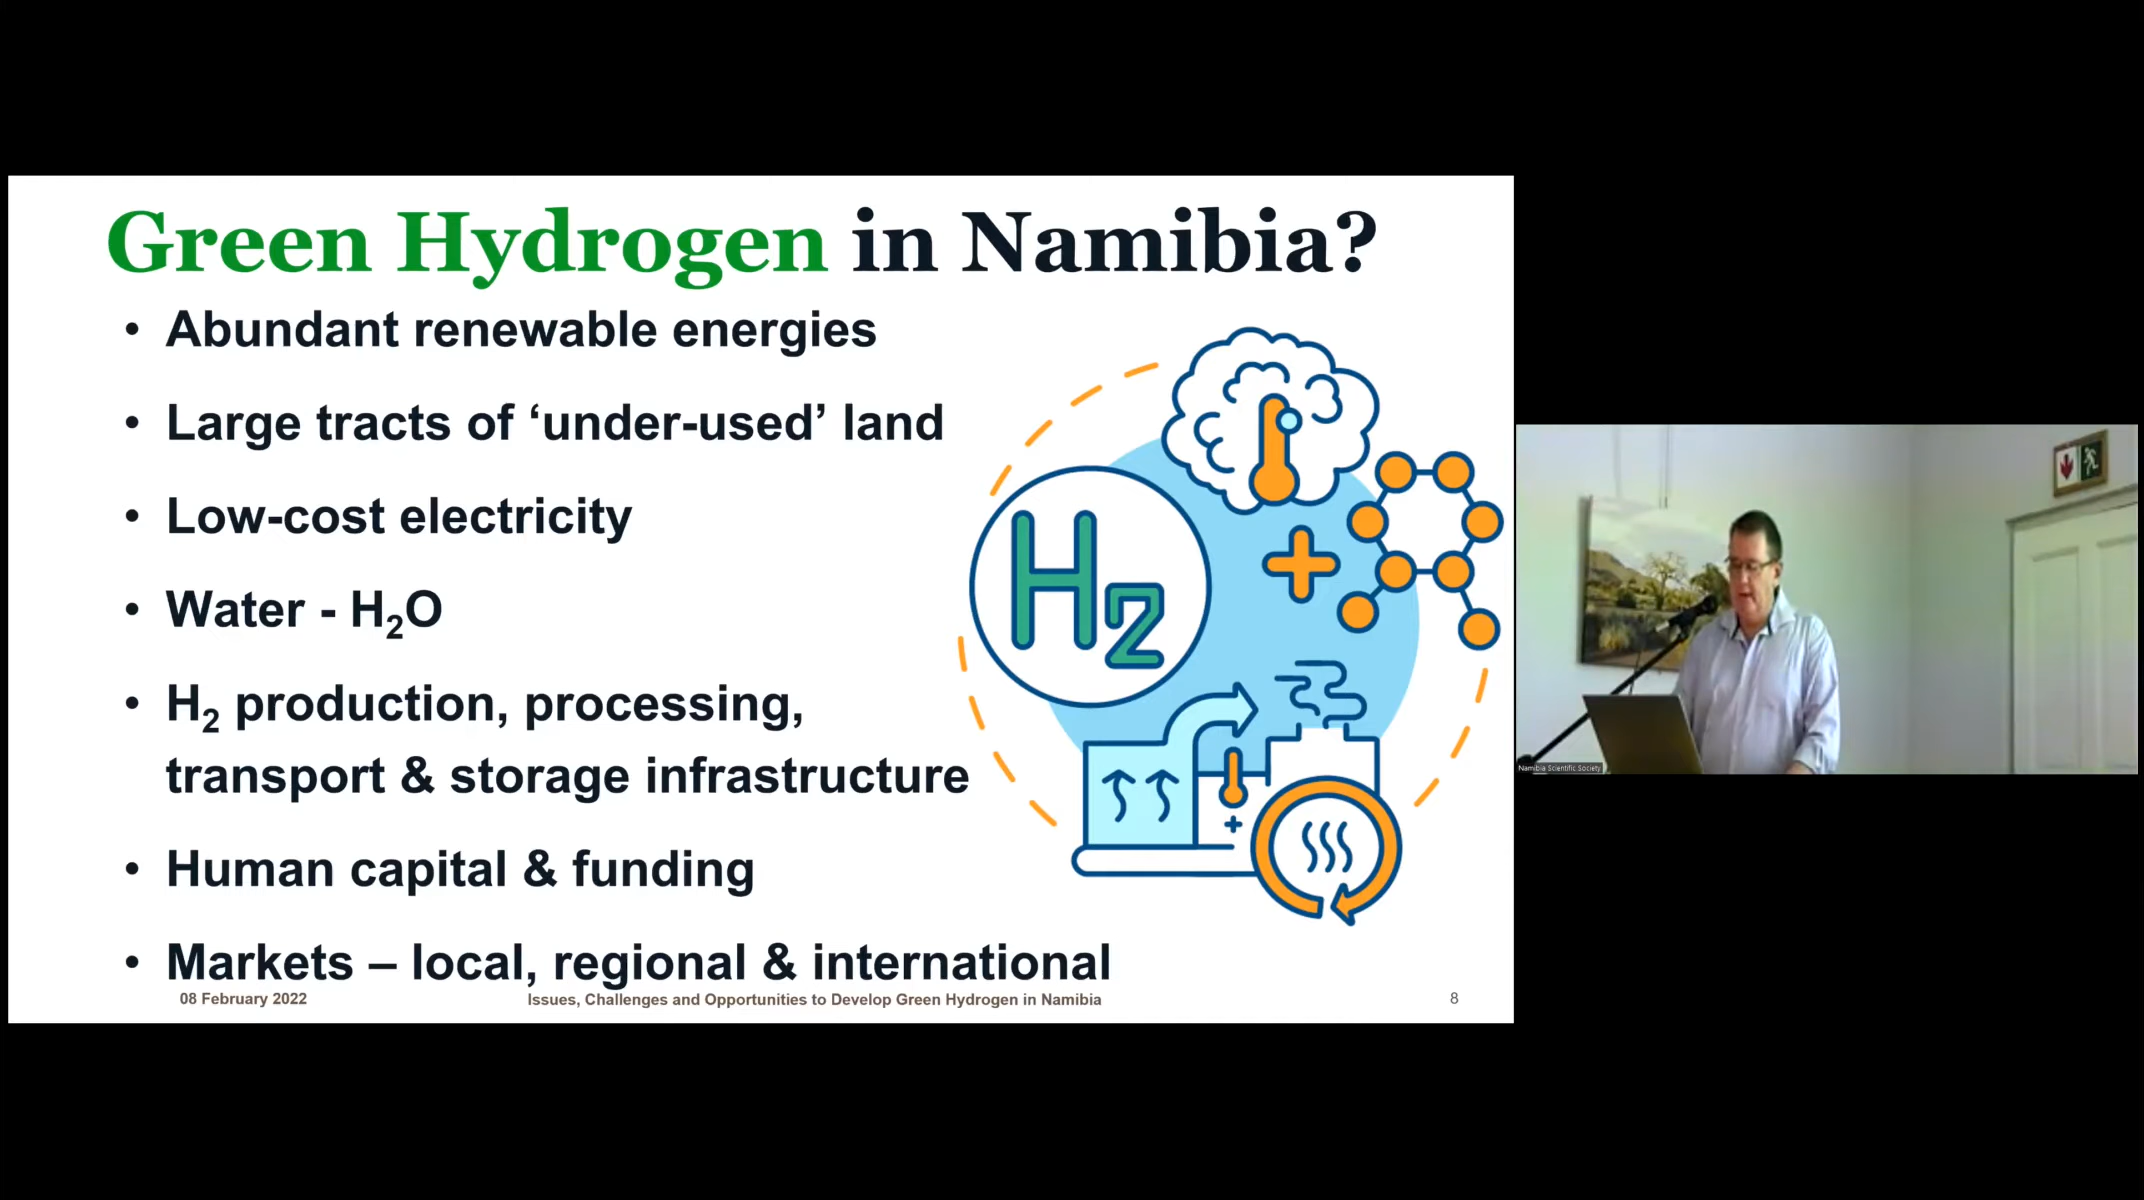 Green Hydrogen in Namibia?
• Abundant renewable energies
• Large tracts of ‘under-used’ land
• Low-cost electricity
• Water - H₂O
• H₂ production, processing,
transport & storage infrastructure
• Human capital & funding
• Markets – local, regional & international
H₂
08 February 2022
Issues, Challenges and Opportunities to Develop Green Hydrogen in Namibia
8
Namibia Scientific Society